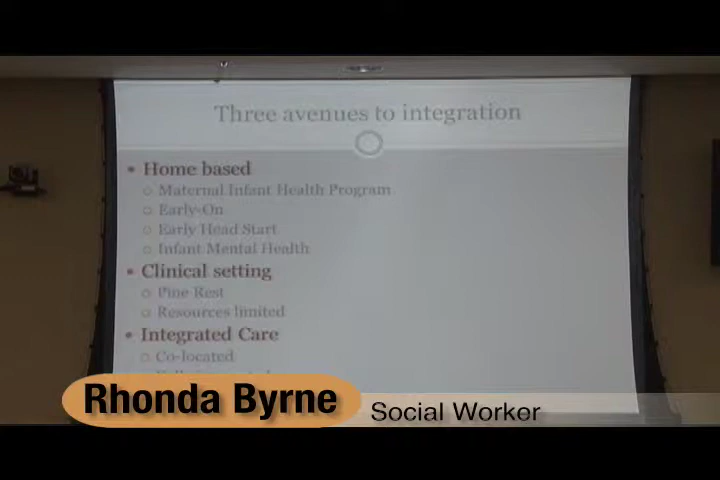 Three avenues to integration
Home based
Maternal Infant Health Program
Early-On
Early Head Start
Infant Mental Health
Clinical setting
Pine Rest
Resources limited
Integrated Care
Co-located
Rhonda Byrne
Social Worker